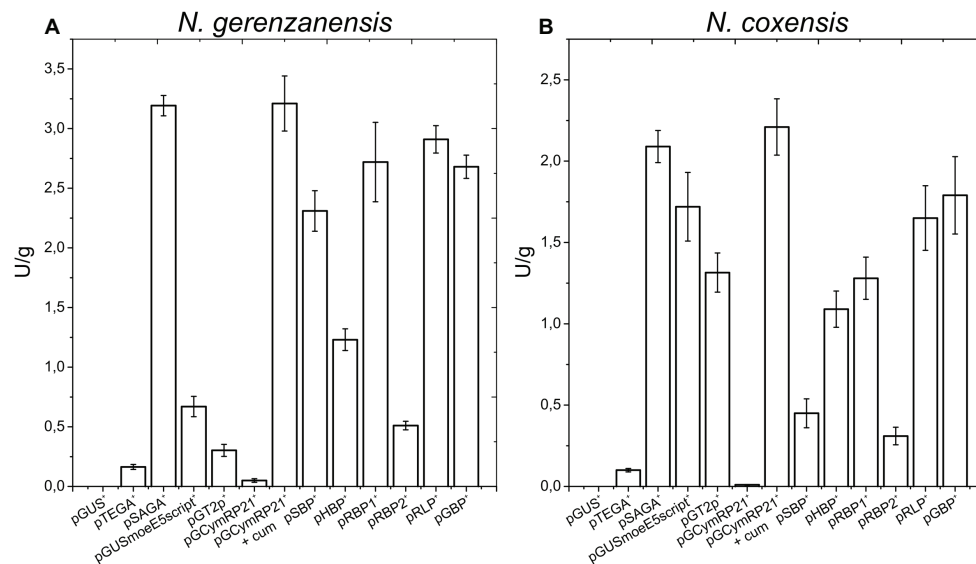 A N. gerenzanensis
U/g
3,5
3,0
2,5
2,0
1,5
1,0
0,5
0,0
pGUS+
pTEGA+
pSAGA+
pGUSmoeE5script+
pGT2p+
pGCymRP21+
pGCymRP21+
+ cum
pSBP+
pHBP+
pRBP1+
pRBP2+
pRLP+
pGBP+
B N. coxensis
U/g
2,5
2,0
1,5
1,0
0,5
0,0
pGUS+
pTEGA+
pSAGA+
pGUSmoeE5script+
pGT2p+
pGCymRP21+
pGCymRP21+
+ cum
pSBP+
pHBP+
pRBP1+
pRBP2+
pRLP+
pGBP+